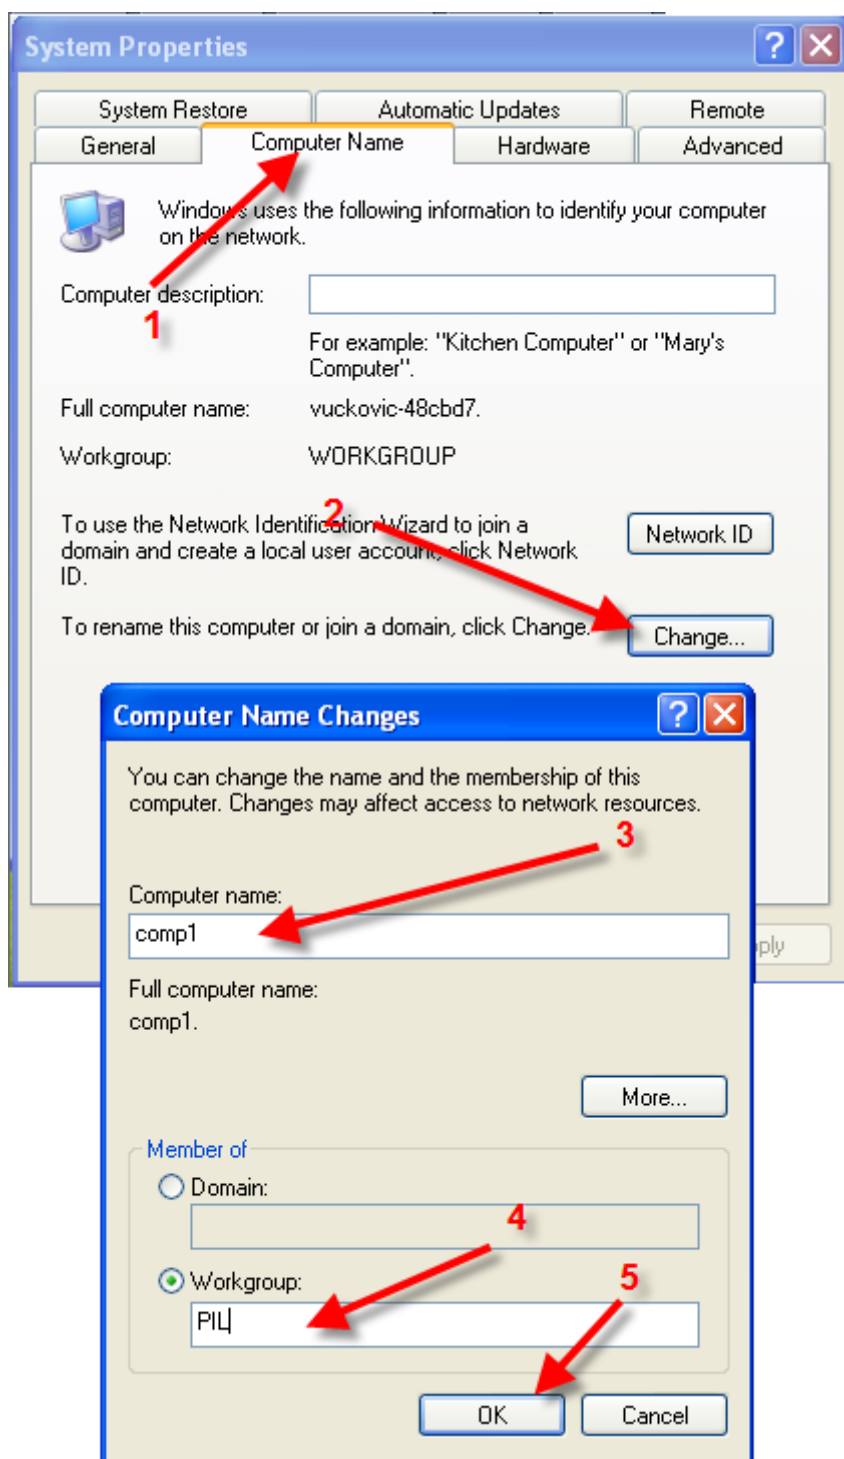 System Properties
System Restore
Automatic Updates
Remote
General
Computer Name
Hardware
Advanced
Windows uses the following information to identify your computer
on the network.
Computer description:
1
For example: "Kitchen Computer" or "Mary's
Computer".
Full computer name:
vuckovic-48cbd7.
Workgroup:
WORKGROUP
2
To use the Network Identification Wizard to join a
domain and create a local user account, click Network
ID.
Network ID
To rename this computer or join a domain, click Change.
Change...
Computer Name Changes
You can change the name and the membership of this
computer. Changes may affect access to network resources.
3
Computer name:
comp1
Full computer name:
comp1.
More...
Member of
Domain:
4
Workgroup:
5
OK
Cancel